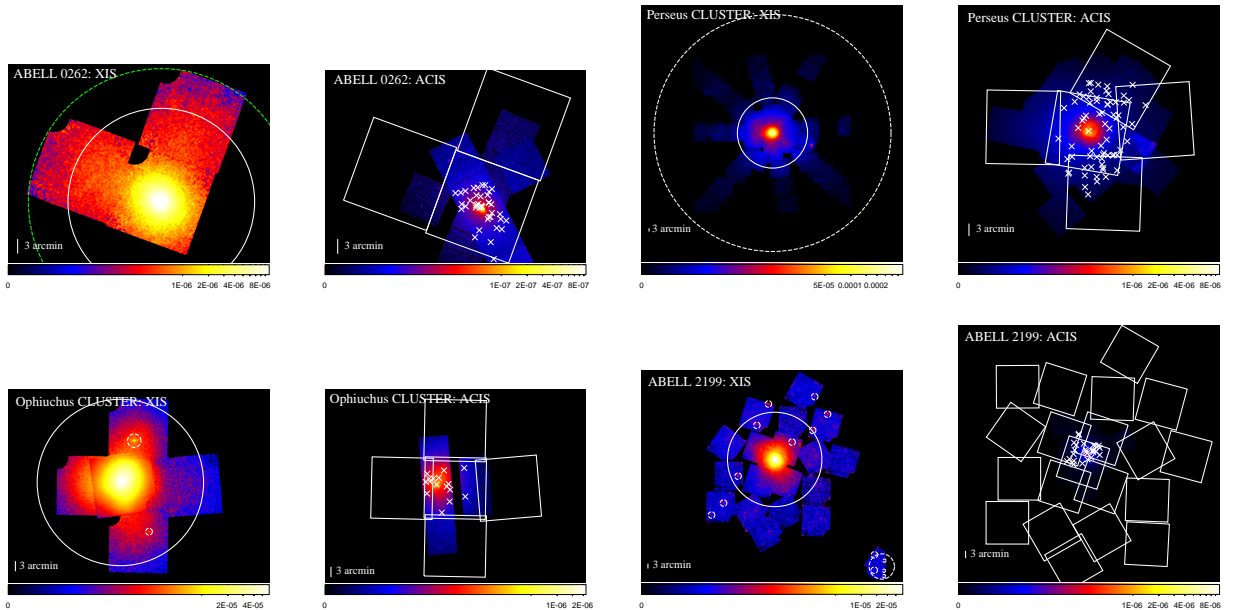 ABELL 0262: XIS
3 arcmin
0 1E-06 2E-06 4E-06 8E-06
ABELL 0262: ACIS
3 arcmin
0 1E-07 2E-07 4E-07 8E-07
Perseus CLUSTER: XIS
3 arcmin
0 5E-05 0.0001 0.0002
Perseus CLUSTER: ACIS
3 arcmin
0 1E-06 2E-06 4E-06 8E-06
Ophiuchus CLUSTER: XIS
3 arcmin
0 2E-05 4E-05
Ophiuchus CLUSTER: ACIS
3 arcmin
0 1E-06 2E-06
ABELL 2199: XIS
3 arcmin
0 1E-05 2E-05
ABELL 2199: ACIS
3 arcmin
0 1E-06 2E-06 4E-06 8E-06